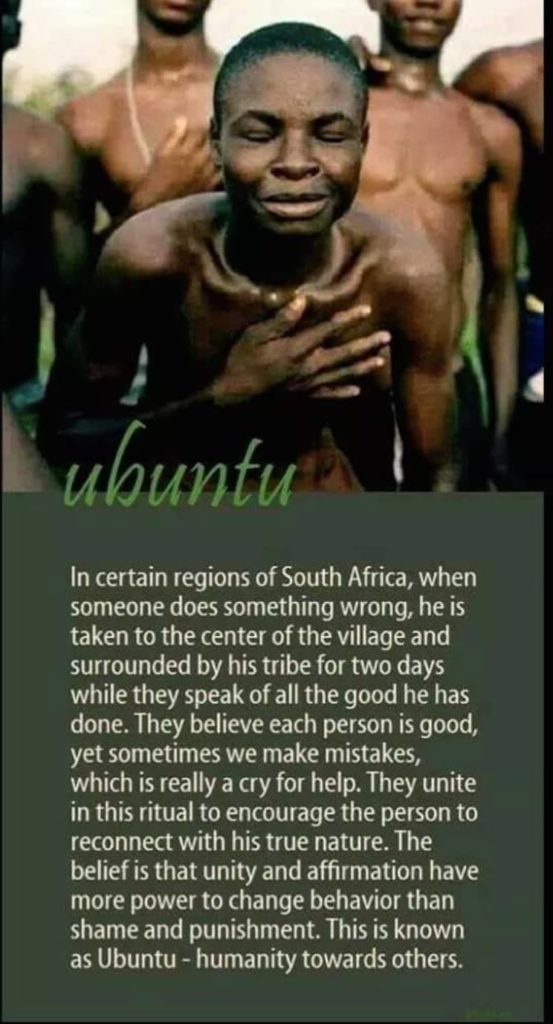 ubuntu
In certain regions of South Africa, when
someone does something wrong, he is
taken to the center of the village and
surrounded by his tribe for two days
while they speak of all the good he has
done. They believe each person is good,
yet sometimes we make mistakes,
which is really a cry for help. They unite
in this ritual to encourage the person to
reconnect with his true nature. The
belief is that unity and affirmation have
more power to change behavior than
shame and punishment. This is known
as Ubuntu - humanity towards others.